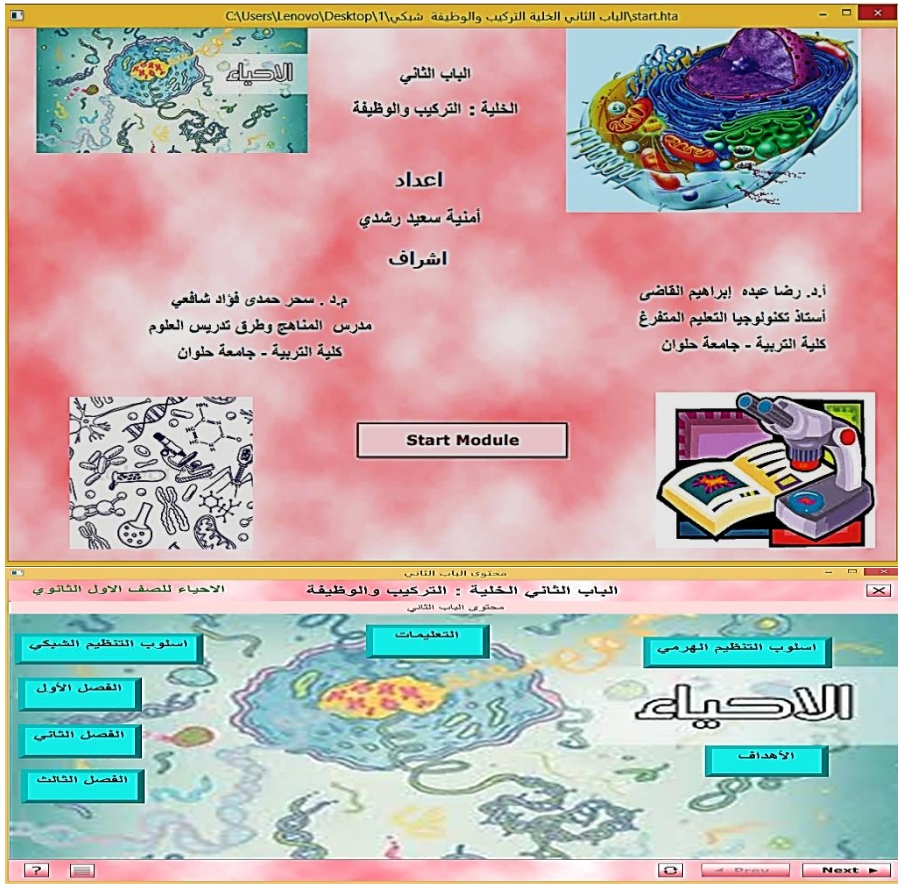 C:\Users\Lenovo\Desktop\1\الباب الثاني الخلية التركيب والوظيفة شبكي\start.hta
الاحياء
الباب الثاني
الخلية : التركيب والوظيفة
اعداد
أمنية سعيد رشدي
اشراف
أ.د. رضا عبده إبراهيم القاضى
أستاذ تكنولوجيا التعليم المتفرغ
كلية التربية - جامعة حلوان
م.د . سحر حمدى فؤاد شافعي
مدرس المناهج وطرق تدريس العلوم
كلية التربية - جامعة حلوان
Start Module
محتوى الباب الثاني
الباب الثاني الخلية : التركيب والوظيفة
الاحياء للصف الاول الثانوي
محتوى الباب الثاني
اسلوب التنظيم الهرمي
التعليمات
اسلوب التنظيم الشبكي
الفصل الأول
الاحياء
الفصل الثاني
الأهداف
الفصل الثالث
?
◄ Prev
Next ►